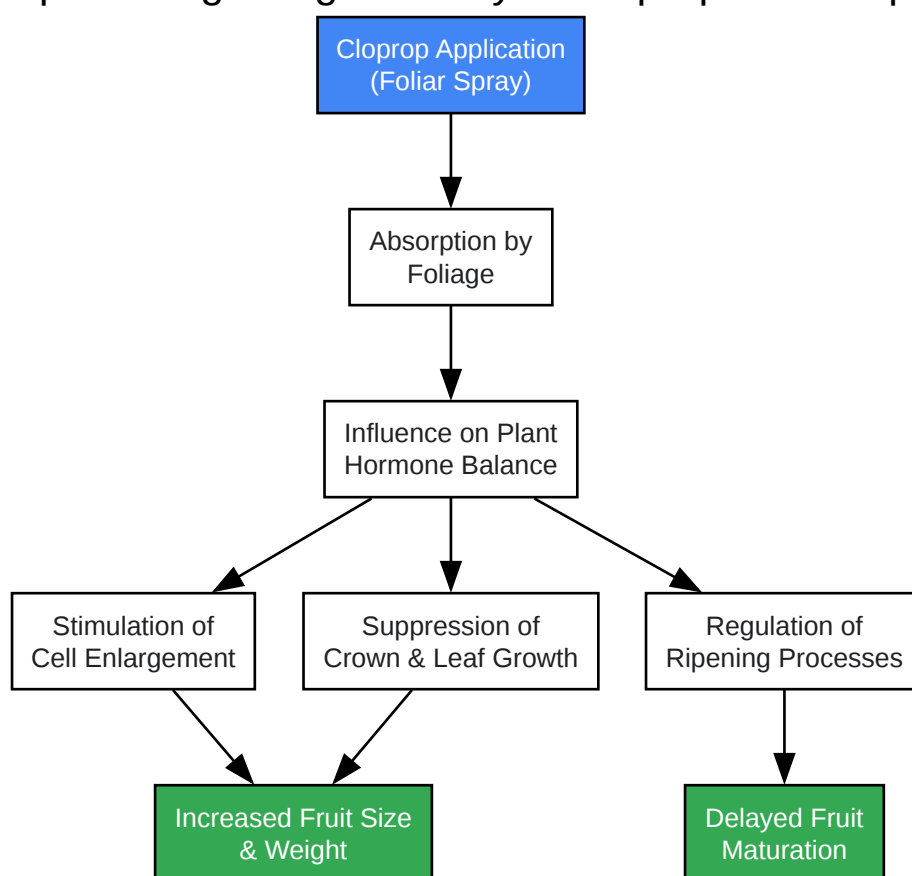 Cloprop Application
(Foliar Spray)
Absorption by
Foliage
Influence on Plant
Hormone Balance
Stimulation of
Cell Enlargement
Suppression of
Crown & Leaf Growth
Regulation of
Ripening Processes
Increased Fruit Size
& Weight
Delayed Fruit
Maturation